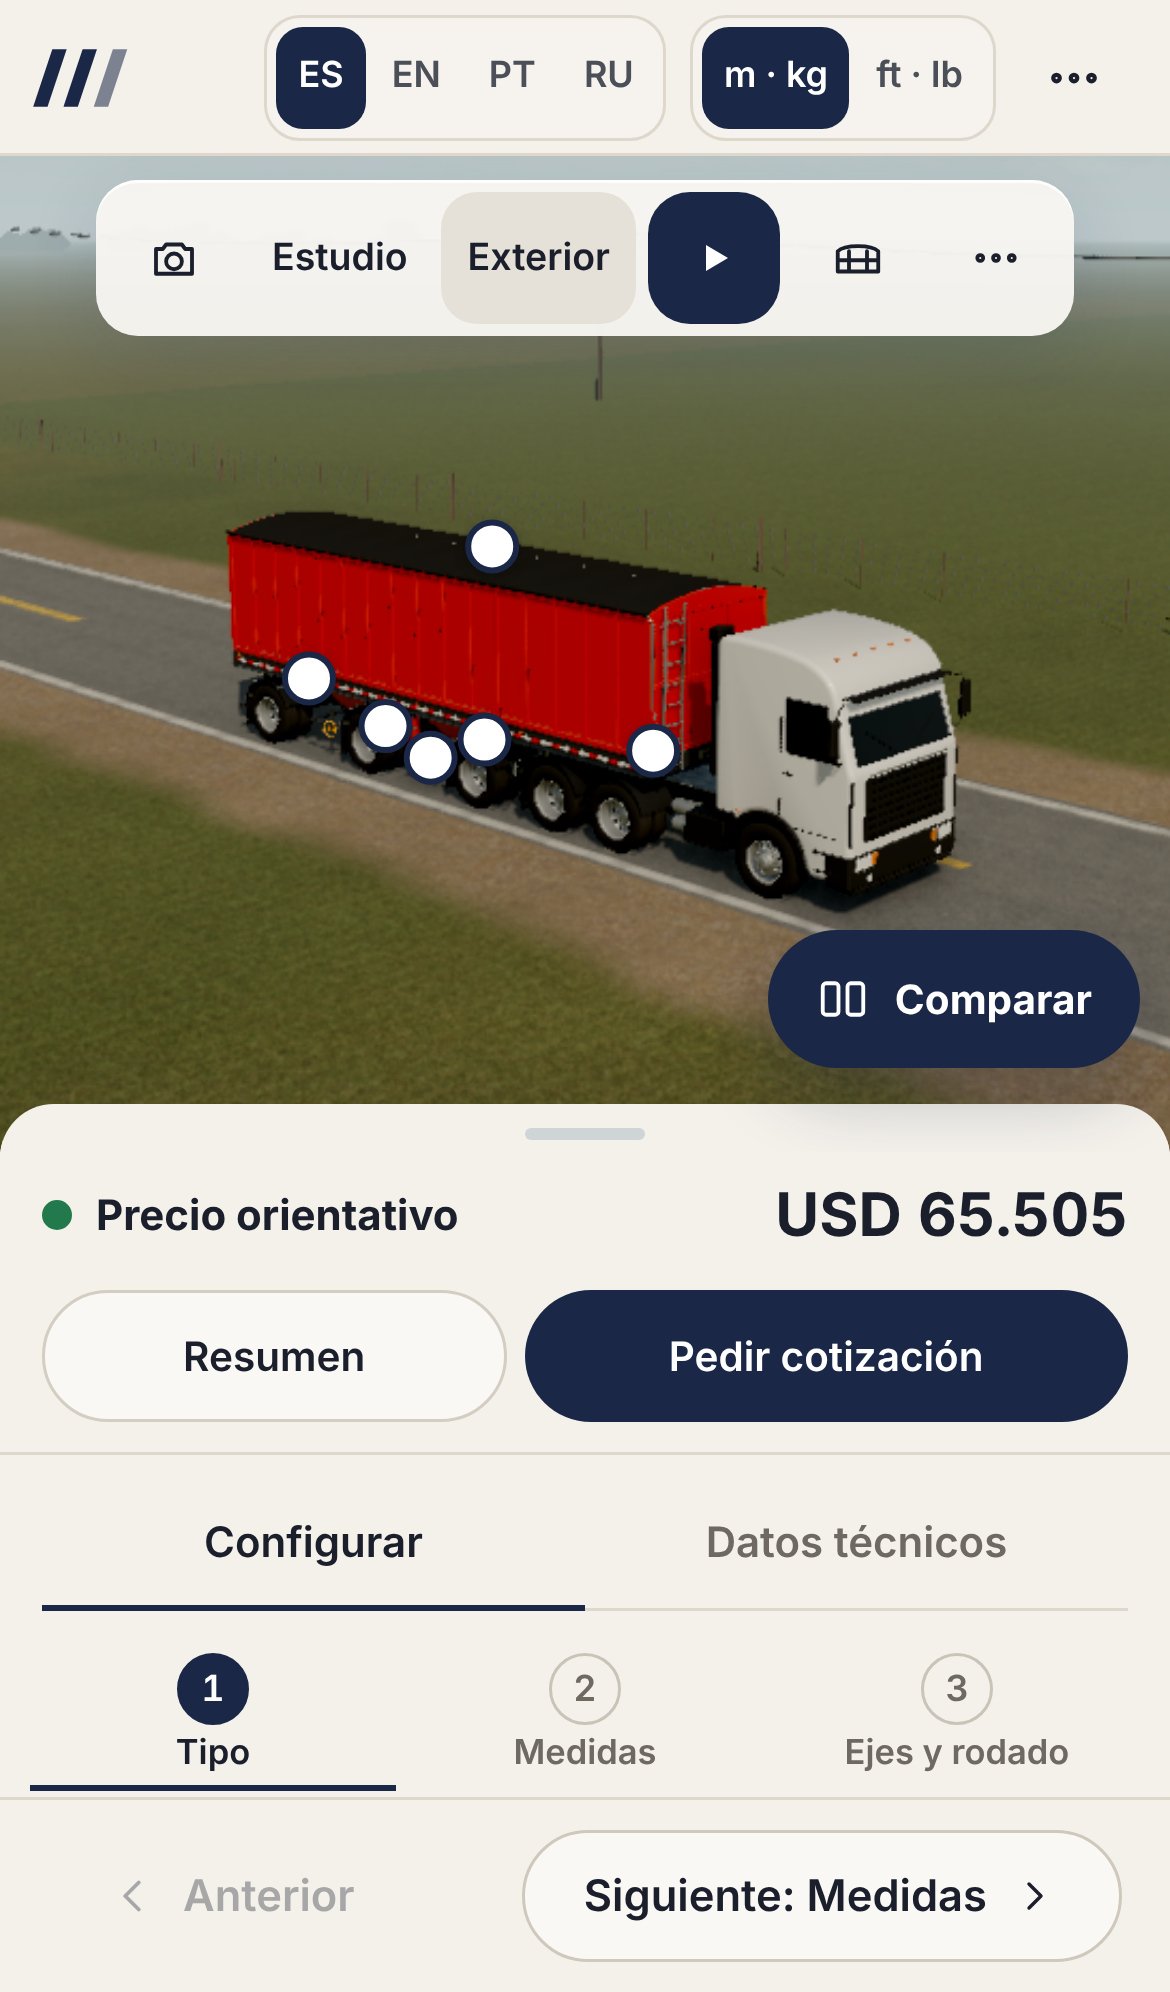 ES EN PT RU m · kg ft · lb
Estudio Exterior
Comparar
Precio orientativo USD 65.505
Resumen Pedir cotización
Configurar Datos técnicos
1 2 3
Tipo Medidas Ejes y rodado
Anterior Siguiente: Medidas